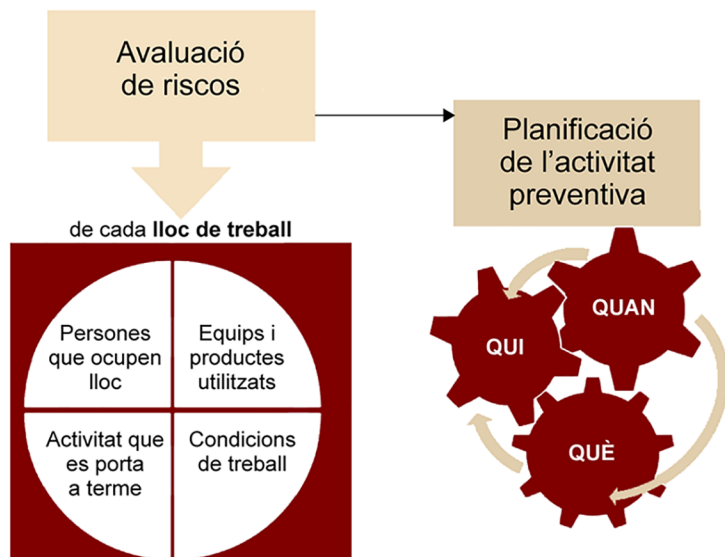 Avaluació
de riscos
Planificació
de l’activitat
preventiva
de cada lloc de treball
Persones
que ocupen
lloc
Equips i
productes
utilitzats
Activitat que
es porta
a terme
Condicions
de treball
QUAN
QUI
QUÈ